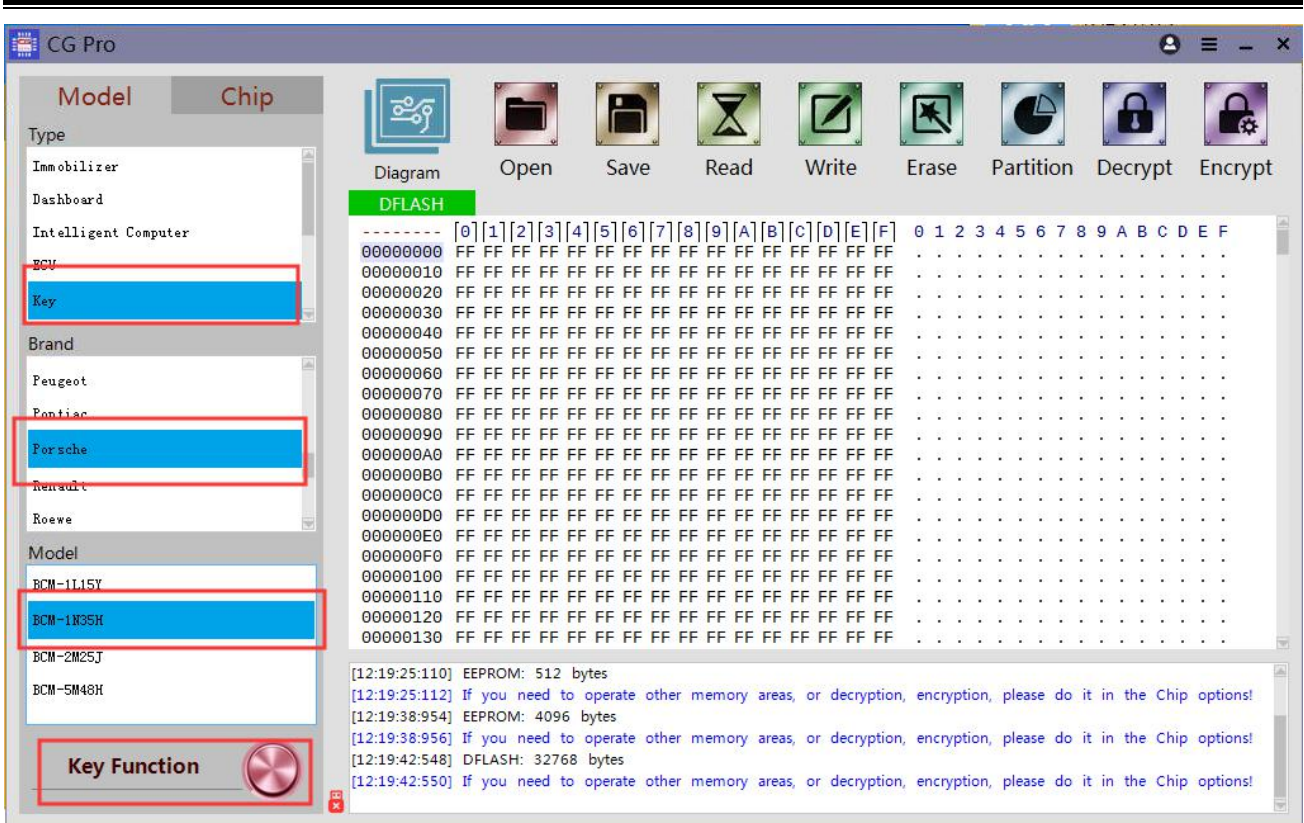 CG Pro
Model Chip
Type
Immobilizer
Dashboard
Intelligent Computer
ECU
Key
Brand
Peugeot
Pontiac
Porsche
Renault
Roewe
Model
BCM-1L15Y
BCM-1N35H
BCM-2M25J
BCM-5M48H
Key Function
Diagram Open Save Read Write Erase Partition Decrypt Encrypt
DFLASH
-------- [0][1][2][3][4][5][6][7][8][9][A][B][C][D][E][F] 0 1 2 3 4 5 6 7 8 9 A B C D E F
00000000 FF FF FF FF FF FF FF FF FF FF FF FF FF FF FF FF . . . . . . . . . . . . . . . .
00000010 FF FF FF FF FF FF FF FF FF FF FF FF FF FF FF FF . . . . . . . . . . . . . . . .
00000020 FF FF FF FF FF FF FF FF FF FF FF FF FF FF FF FF . . . . . . . . . . . . . . . .
00000030 FF FF FF FF FF FF FF FF FF FF FF FF FF FF FF FF . . . . . . . . . . . . . . . .
00000040 FF FF FF FF FF FF FF FF FF FF FF FF FF FF FF FF . . . . . . . . . . . . . . . .
00000050 FF FF FF FF FF FF FF FF FF FF FF FF FF FF FF FF . . . . . . . . . . . . . . . .
00000060 FF FF FF FF FF FF FF FF FF FF FF FF FF FF FF FF . . . . . . . . . . . . . . . .
00000070 FF FF FF FF FF FF FF FF FF FF FF FF FF FF FF FF . . . . . . . . . . . . . . . .
00000080 FF FF FF FF FF FF FF FF FF FF FF FF FF FF FF FF . . . . . . . . . . . . . . . .
00000090 FF FF FF FF FF FF FF FF FF FF FF FF FF FF FF FF . . . . . . . . . . . . . . . .
000000A0 FF FF FF FF FF FF FF FF FF FF FF FF FF FF FF FF . . . . . . . . . . . . . . . .
000000B0 FF FF FF FF FF FF FF FF FF FF FF FF FF FF FF FF . . . . . . . . . . . . . . . .
000000C0 FF FF FF FF FF FF FF FF FF FF FF FF FF FF FF FF . . . . . . . . . . . . . . . .
000000D0 FF FF FF FF FF FF FF FF FF FF FF FF FF FF FF FF . . . . . . . . . . . . . . . .
000000E0 FF FF FF FF FF FF FF FF FF FF FF FF FF FF FF FF . . . . . . . . . . . . . . . .
000000F0 FF FF FF FF FF FF FF FF FF FF FF FF FF FF FF FF . . . . . . . . . . . . . . . .
00000100 FF FF FF FF FF FF FF FF FF FF FF FF FF FF FF FF . . . . . . . . . . . . . . . .
00000110 FF FF FF FF FF FF FF FF FF FF FF FF FF FF FF FF . . . . . . . . . . . . . . . .
00000120 FF FF FF FF FF FF FF FF FF FF FF FF FF FF FF FF . . . . . . . . . . . . . . . .
00000130 FF FF FF FF FF FF FF FF FF FF FF FF FF FF FF FF . . . . . . . . . . . . . . . .
[12:19:25:110] EEPROM: 512 bytes
[12:19:25:112] If you need to operate other memory areas, or decryption, encryption, please do it in the Chip options!
[12:19:38:954] EEPROM: 4096 bytes
[12:19:38:956] If you need to operate other memory areas, or decryption, encryption, please do it in the Chip options!
[12:19:42:548] DFLASH: 32768 bytes
[12:19:42:550] If you need to operate other memory areas, or decryption, encryption, please do it in the Chip options!